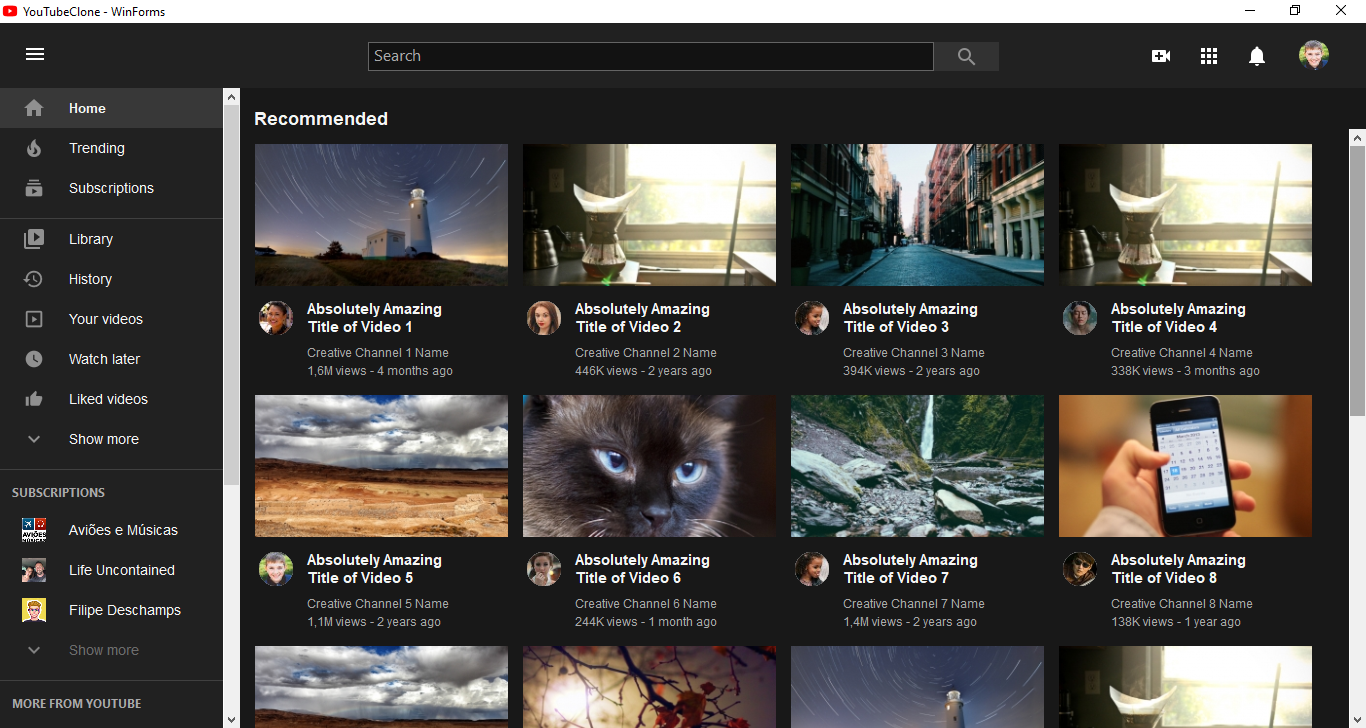 YouTubeClone - WinForms
Search
Home
Trending
Subscriptions
Library
History
Your videos
Watch later
Liked videos
Show more
SUBSCRIPTIONS
AVIÕES
Aviões e Músicas
Life Uncontained
Filipe Deschamps
Show more
MORE FROM YOUTUBE
Recommended
Absolutely Amazing
Title of Video 1
Creative Channel 1 Name
1,6M views - 4 months ago
Absolutely Amazing
Title of Video 2
Creative Channel 2 Name
446K views - 2 years ago
Absolutely Amazing
Title of Video 3
Creative Channel 3 Name
394K views - 2 years ago
Absolutely Amazing
Title of Video 4
Creative Channel 4 Name
338K views - 3 months ago
Absolutely Amazing
Title of Video 5
Creative Channel 5 Name
1,1M views - 2 years ago
Absolutely Amazing
Title of Video 6
Creative Channel 6 Name
244K views - 1 month ago
Absolutely Amazing
Title of Video 7
Creative Channel 7 Name
1,4M views - 2 years ago
Absolutely Amazing
Title of Video 8
Creative Channel 8 Name
138K views - 1 year ago